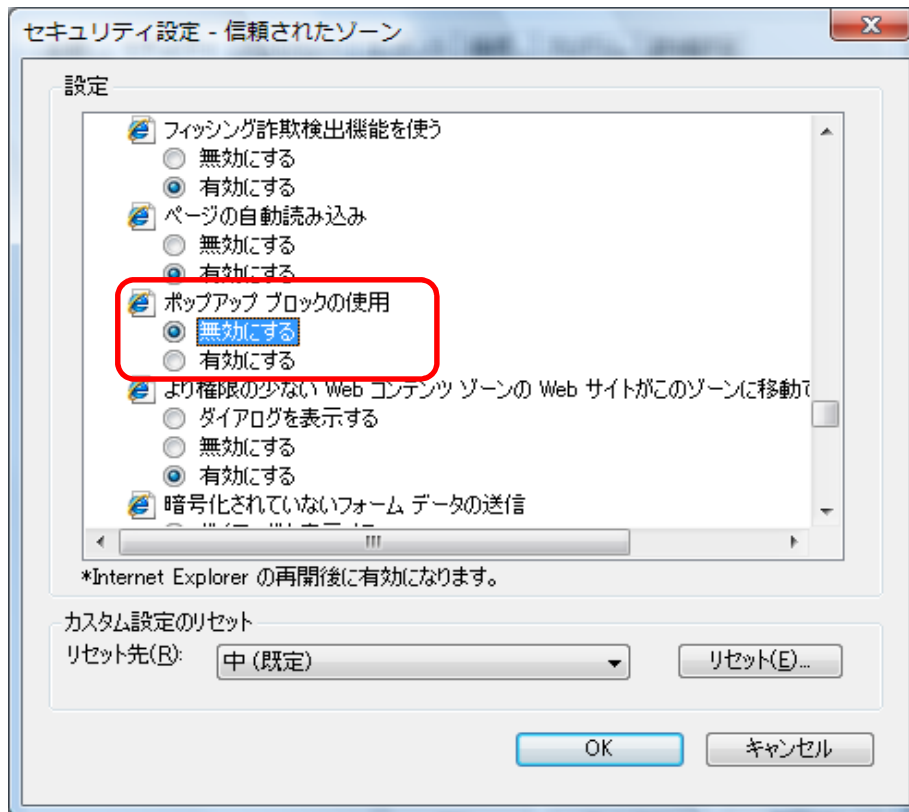 セキュリティ設定 - 信頼されたゾーン
設定
フィッシング詐欺検出機能を使う
無効にする
有効にする
ページの自動読み込み
無効にする
有効にする
ポップアップ ブロックの使用
無効にする
有効にする
より権限の少ない Web コンテンツ ゾーンの Web サイトがこのゾーンに移動で
ダイアログを表示する
無効にする
有効にする
暗号化されていないフォーム データの送信
*Internet Explorer の再開後に有効になります。
カスタム設定のリセット
リセット先(R):
中 (既定)
リセット(E)...
OK
キャンセル